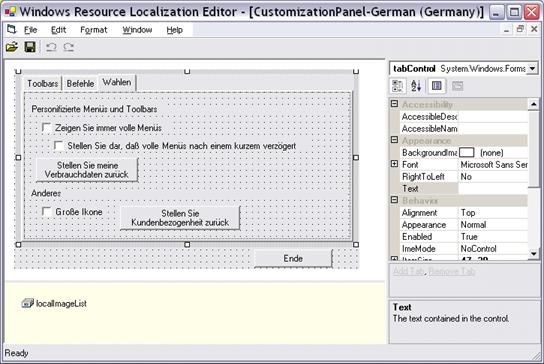 Windows Resource Localization Editor - [CustomizationPanel-German (Germany)]
File Edit Format Window Help
Toolbars Befehle Wahlen
Personifizierte Menüs und Toolbars
Zeigen Sie immer volle Menüs
Stellen Sie dar, daß volle Menüs nach einem kurzem verzögert
Stellen Sie meine
Verbrauchdaten zurück
Anderes
Große Ikone
Stellen Sie
Kundenbezogenheit zurück
Ende
localImageList
tabControl System.Windows.Forms
Accessibility
AccessibleDesc
AccessibleNam
Appearance
BackgroundIma (none)
Font Microsoft Sans Ser
RightToLeft No
Text
Behavior
Alignment Top
Appearance Normal
Enabled True
ImeMode NoControl
Add Tab, Remove Tab
Text
The text contained in the control.
Ready